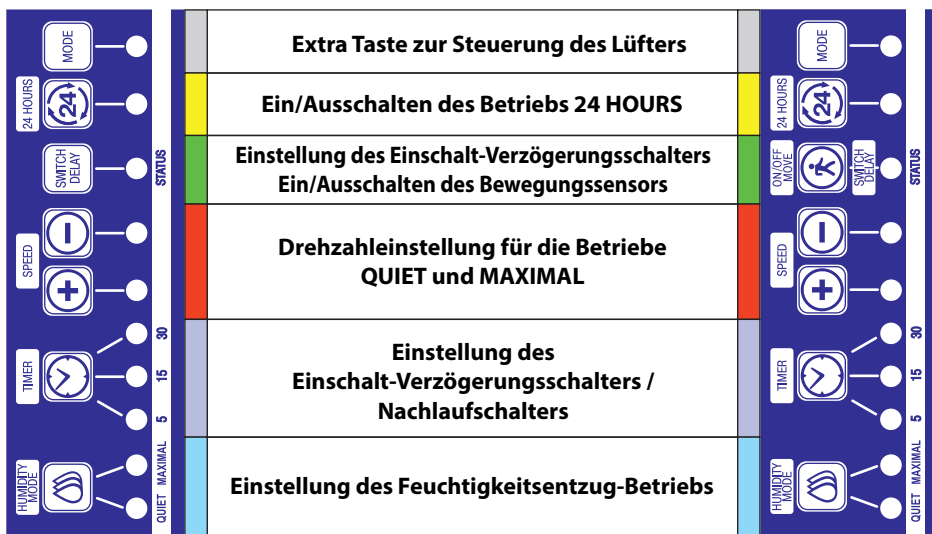 MODE
24 HOURS
24
SWITCH
DELAY
STATUS
SPEED
TIMER
30
15
5
HUMIDITY
MODE
MAXIMAL
QUIET
Extra Taste zur Steuerung des Lüfters
Ein/Ausschalten des Betriebs 24 HOURS
Einstellung des Einschalt-Verzögerungsschalters
Ein/Ausschalten des Bewegungssensors
Drehzahleinstellung für die Betriebe
QUIET und MAXIMAL
Einstellung des
Einschalt-Verzögerungsschalters /
Nachlaufschalters
Einstellung des Feuchtigkeitsentzug-Betriebs
MODE
24 HOURS
24
ON/OFF
MOVE
SWITCH
DELAY
STATUS
SPEED
TIMER
30
15
5
HUMIDITY
MODE
MAXIMAL
QUIET